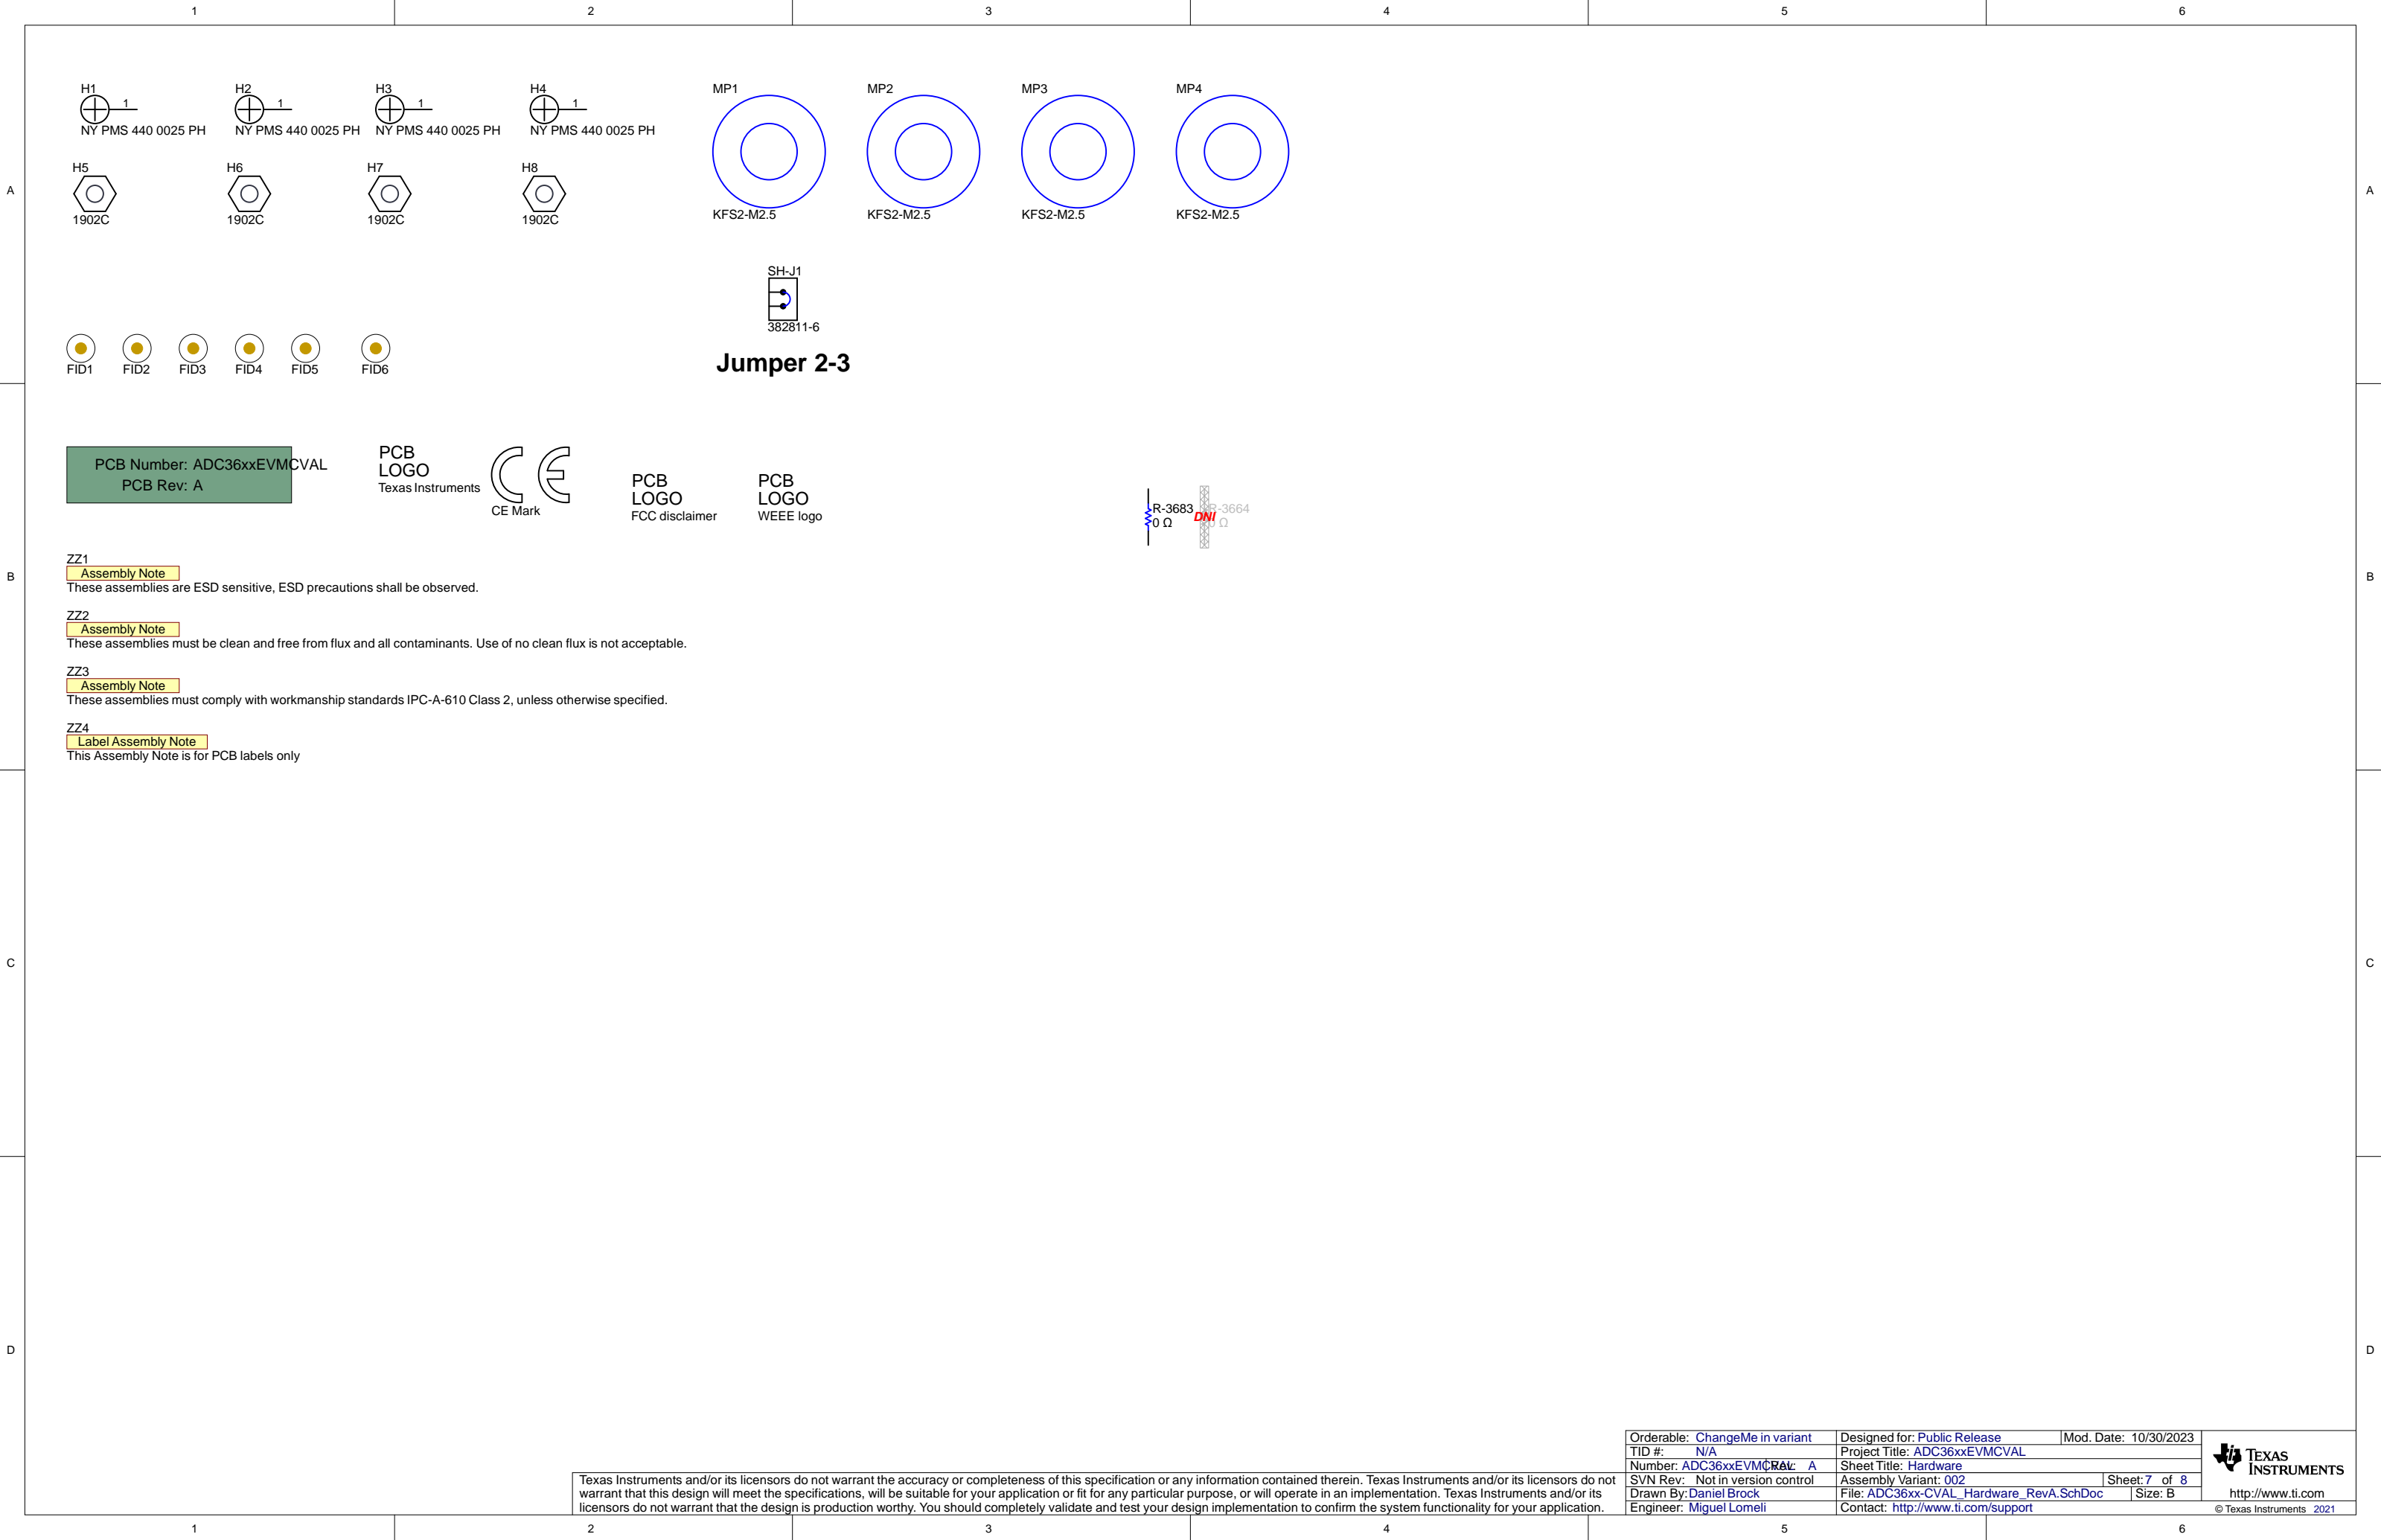 1 2 3 4 5 6
A A
B B
C C
D D
H1 H2 H3 H4
1 1 1 1
NY PMS 440 0025 PH NY PMS 440 0025 PH NY PMS 440 0025 PH NY PMS 440 0025 PH
MP1 MP2 MP3 MP4
H5 H6 H7 H8
1902C 1902C 1902C 1902C
KFS2-M2.5 KFS2-M2.5 KFS2-M2.5 KFS2-M2.5
SH-J1
382811-6
Jumper 2-3
FID1 FID2 FID3 FID4 FID5 FID6
PCB Number: ADC36xxEVMCVAL
PCB Rev: A
PCB
LOGO
Texas Instruments
CE
CE Mark
PCB
LOGO
FCC disclaimer
PCB
LOGO
WEEE logo
R-3683
0 Ω
DNI
R-3664
0 Ω
ZZ1
Assembly Note
These assemblies are ESD sensitive, ESD precautions shall be observed.
ZZ2
Assembly Note
These assemblies must be clean and free from flux and all contaminants. Use of no clean flux is not acceptable.
ZZ3
Assembly Note
These assemblies must comply with workmanship standards IPC-A-610 Class 2, unless otherwise specified.
ZZ4
Label Assembly Note
This Assembly Note is for PCB labels only
Texas Instruments and/or its licensors do not warrant the accuracy or completeness of this specification or any information contained therein. Texas Instruments and/or its licensors do not
warrant that this design will meet the specifications, will be suitable for your application or fit for any particular purpose, or will operate in an implementation. Texas Instruments and/or its
licensors do not warrant that the design is production worthy. You should completely validate and test your design implementation to confirm the system functionality for your application.
Orderable: ChangeMe in variant
TID #: N/A
Number: ADC36xxEVMCVAL Rev: A
SVN Rev: Not in version control
Drawn By: Daniel Brock
Engineer: Miguel Lomeli
Designed for: Public Release Mod. Date: 10/30/2023
Project Title: ADC36xxEVMCVAL
Sheet Title: Hardware
Assembly Variant: 002 Sheet: 7 of 8
File: ADC36xx-CVAL_Hardware_RevA.SchDoc Size: B
Contact: http://www.ti.com/support
TEXAS
INSTRUMENTS
http://www.ti.com
© Texas Instruments 2021
1 2 3 4 5 6